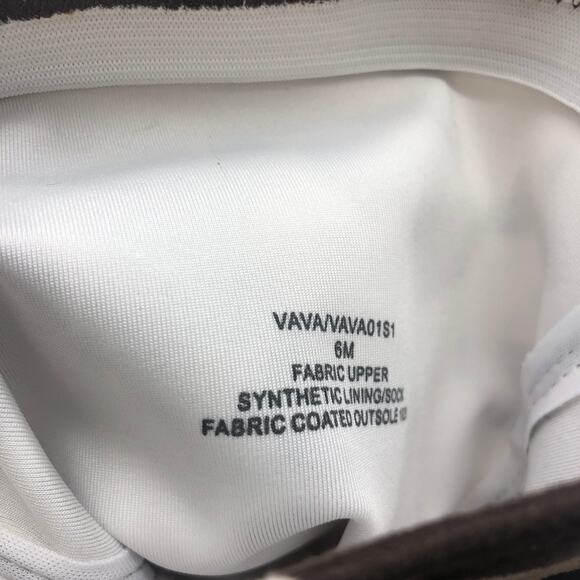 VAVA/VAVA01S1
6M
FABRIC UPPER
SYNTHETIC LINING/SOCK
FABRIC COATED OUTSOLE